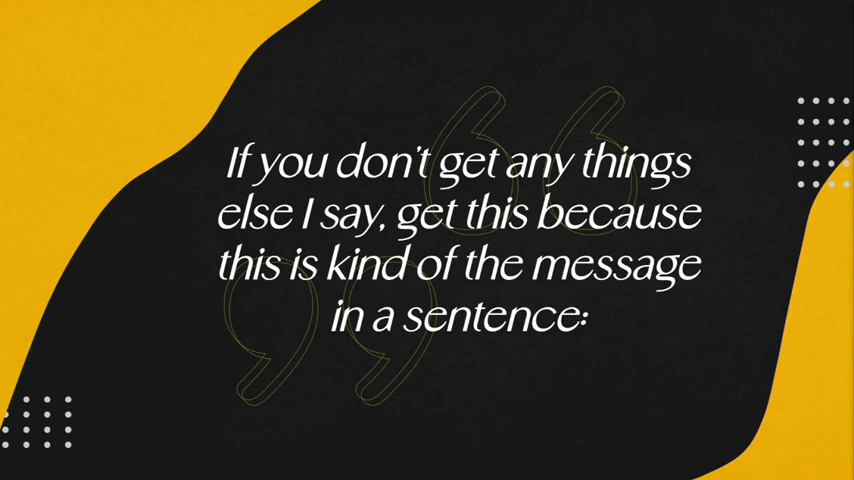 If you don't get any things
else I say, get this because
this is kind of the message
in a sentence: